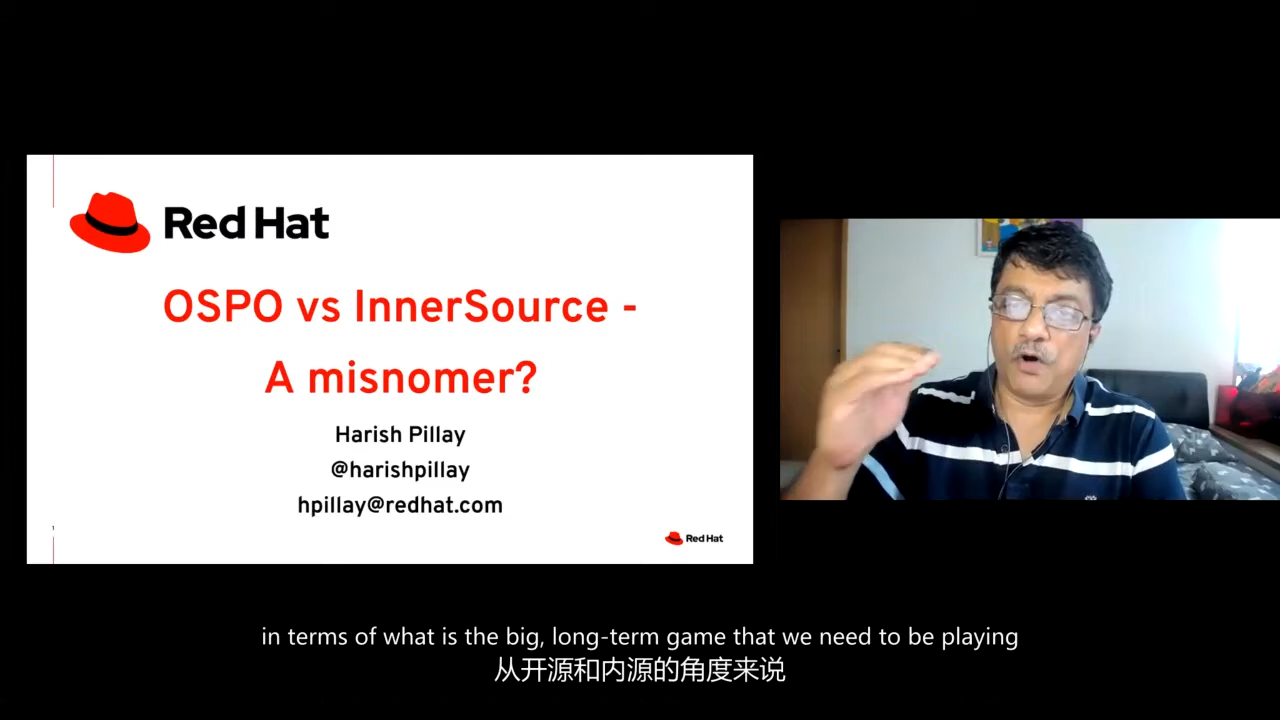 Red Hat
OSPO vs InnerSource -
A misnomer?
Harish Pillay
@harishpillay
hpillay@redhat.com
Red Hat
in terms of what is the big, long-term game that we need to be playing
从开源和内源的角度来说